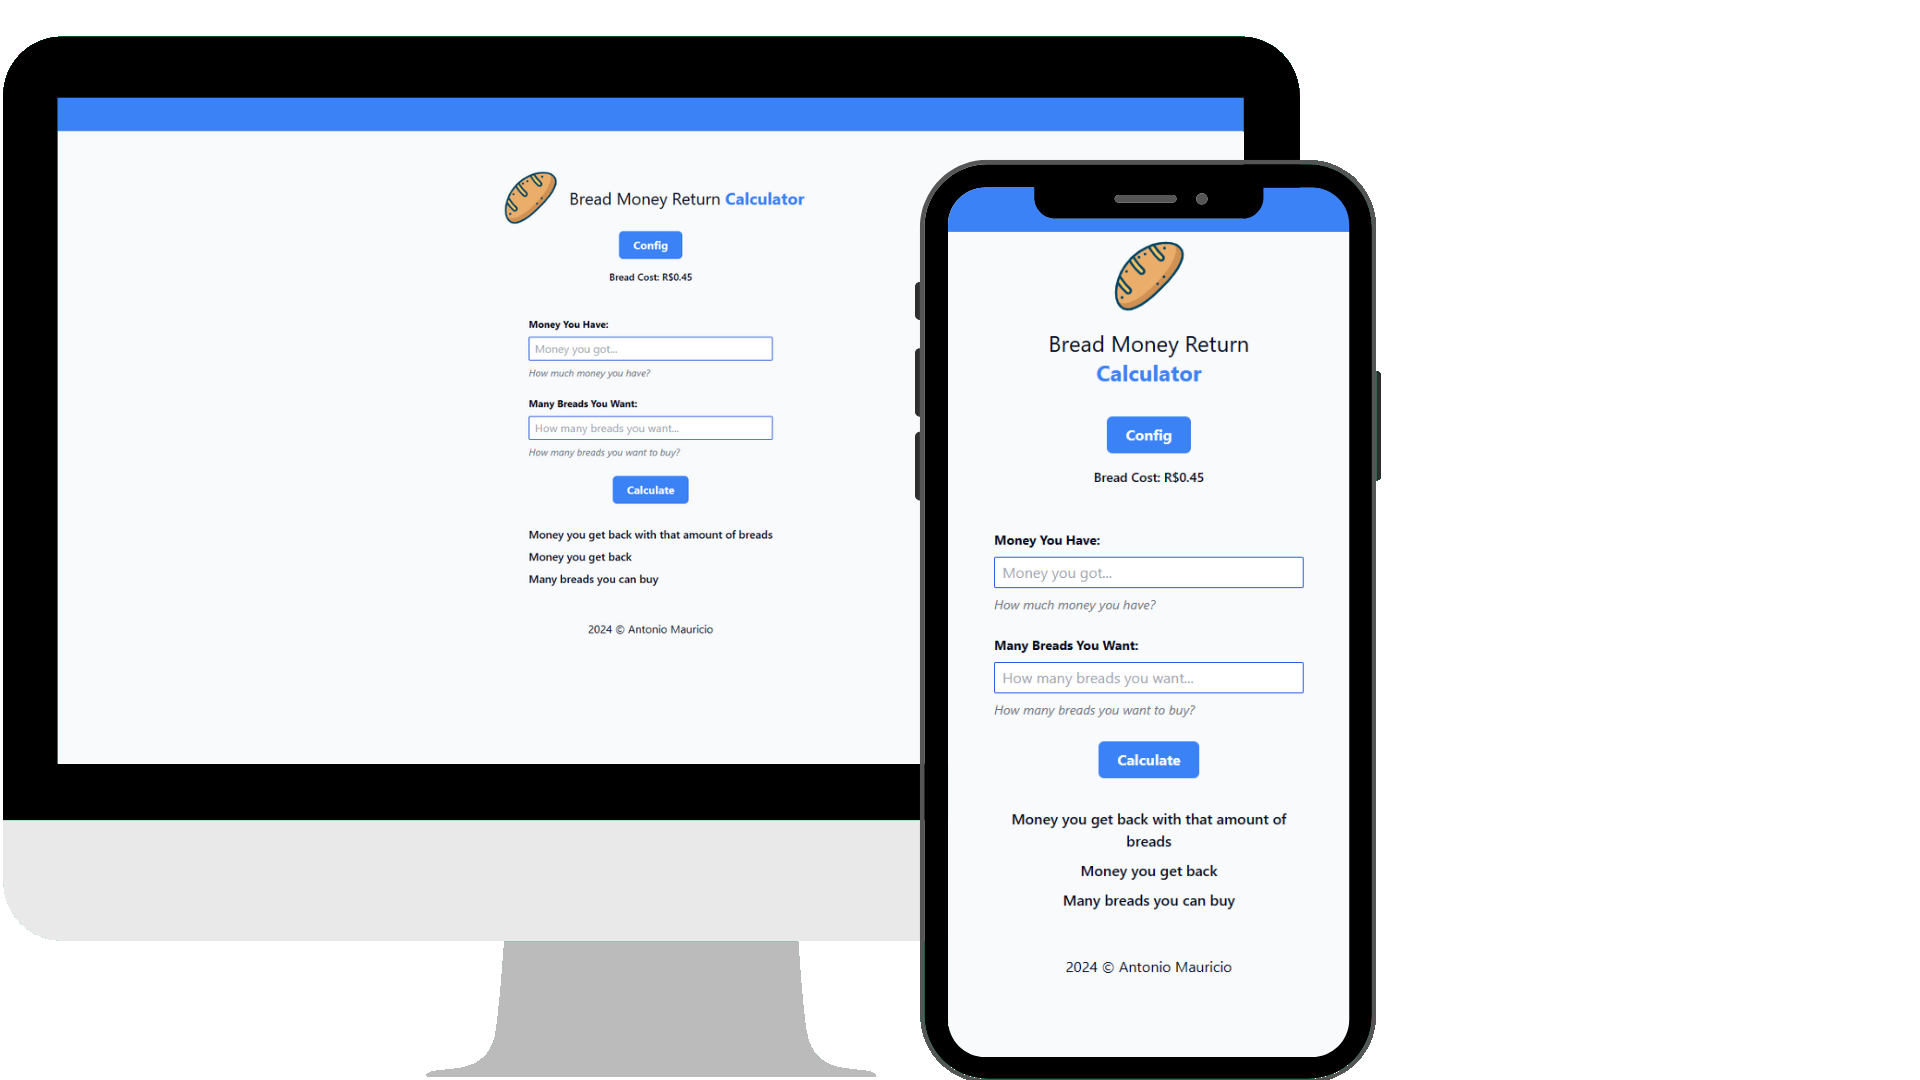 Bread Money Return Calculator
Config
Bread Cost: R$0.45
Money You Have:
Money you got...
How much money you have?
Many Breads You Want:
How many breads you want...
How many breads you want to buy?
Calculate
Money you get back with that amount of breads
Money you get back
Many breads you can buy
2024 © Antonio Mauricio
Bread Money Return
Calculator
Config
Bread Cost: R$0.45
Money You Have:
Money you got...
How much money you have?
Many Breads You Want:
How many breads you want...
How many breads you want to buy?
Calculate
Money you get back with that amount of
breads
Money you get back
Many breads you can buy
2024 © Antonio Mauricio